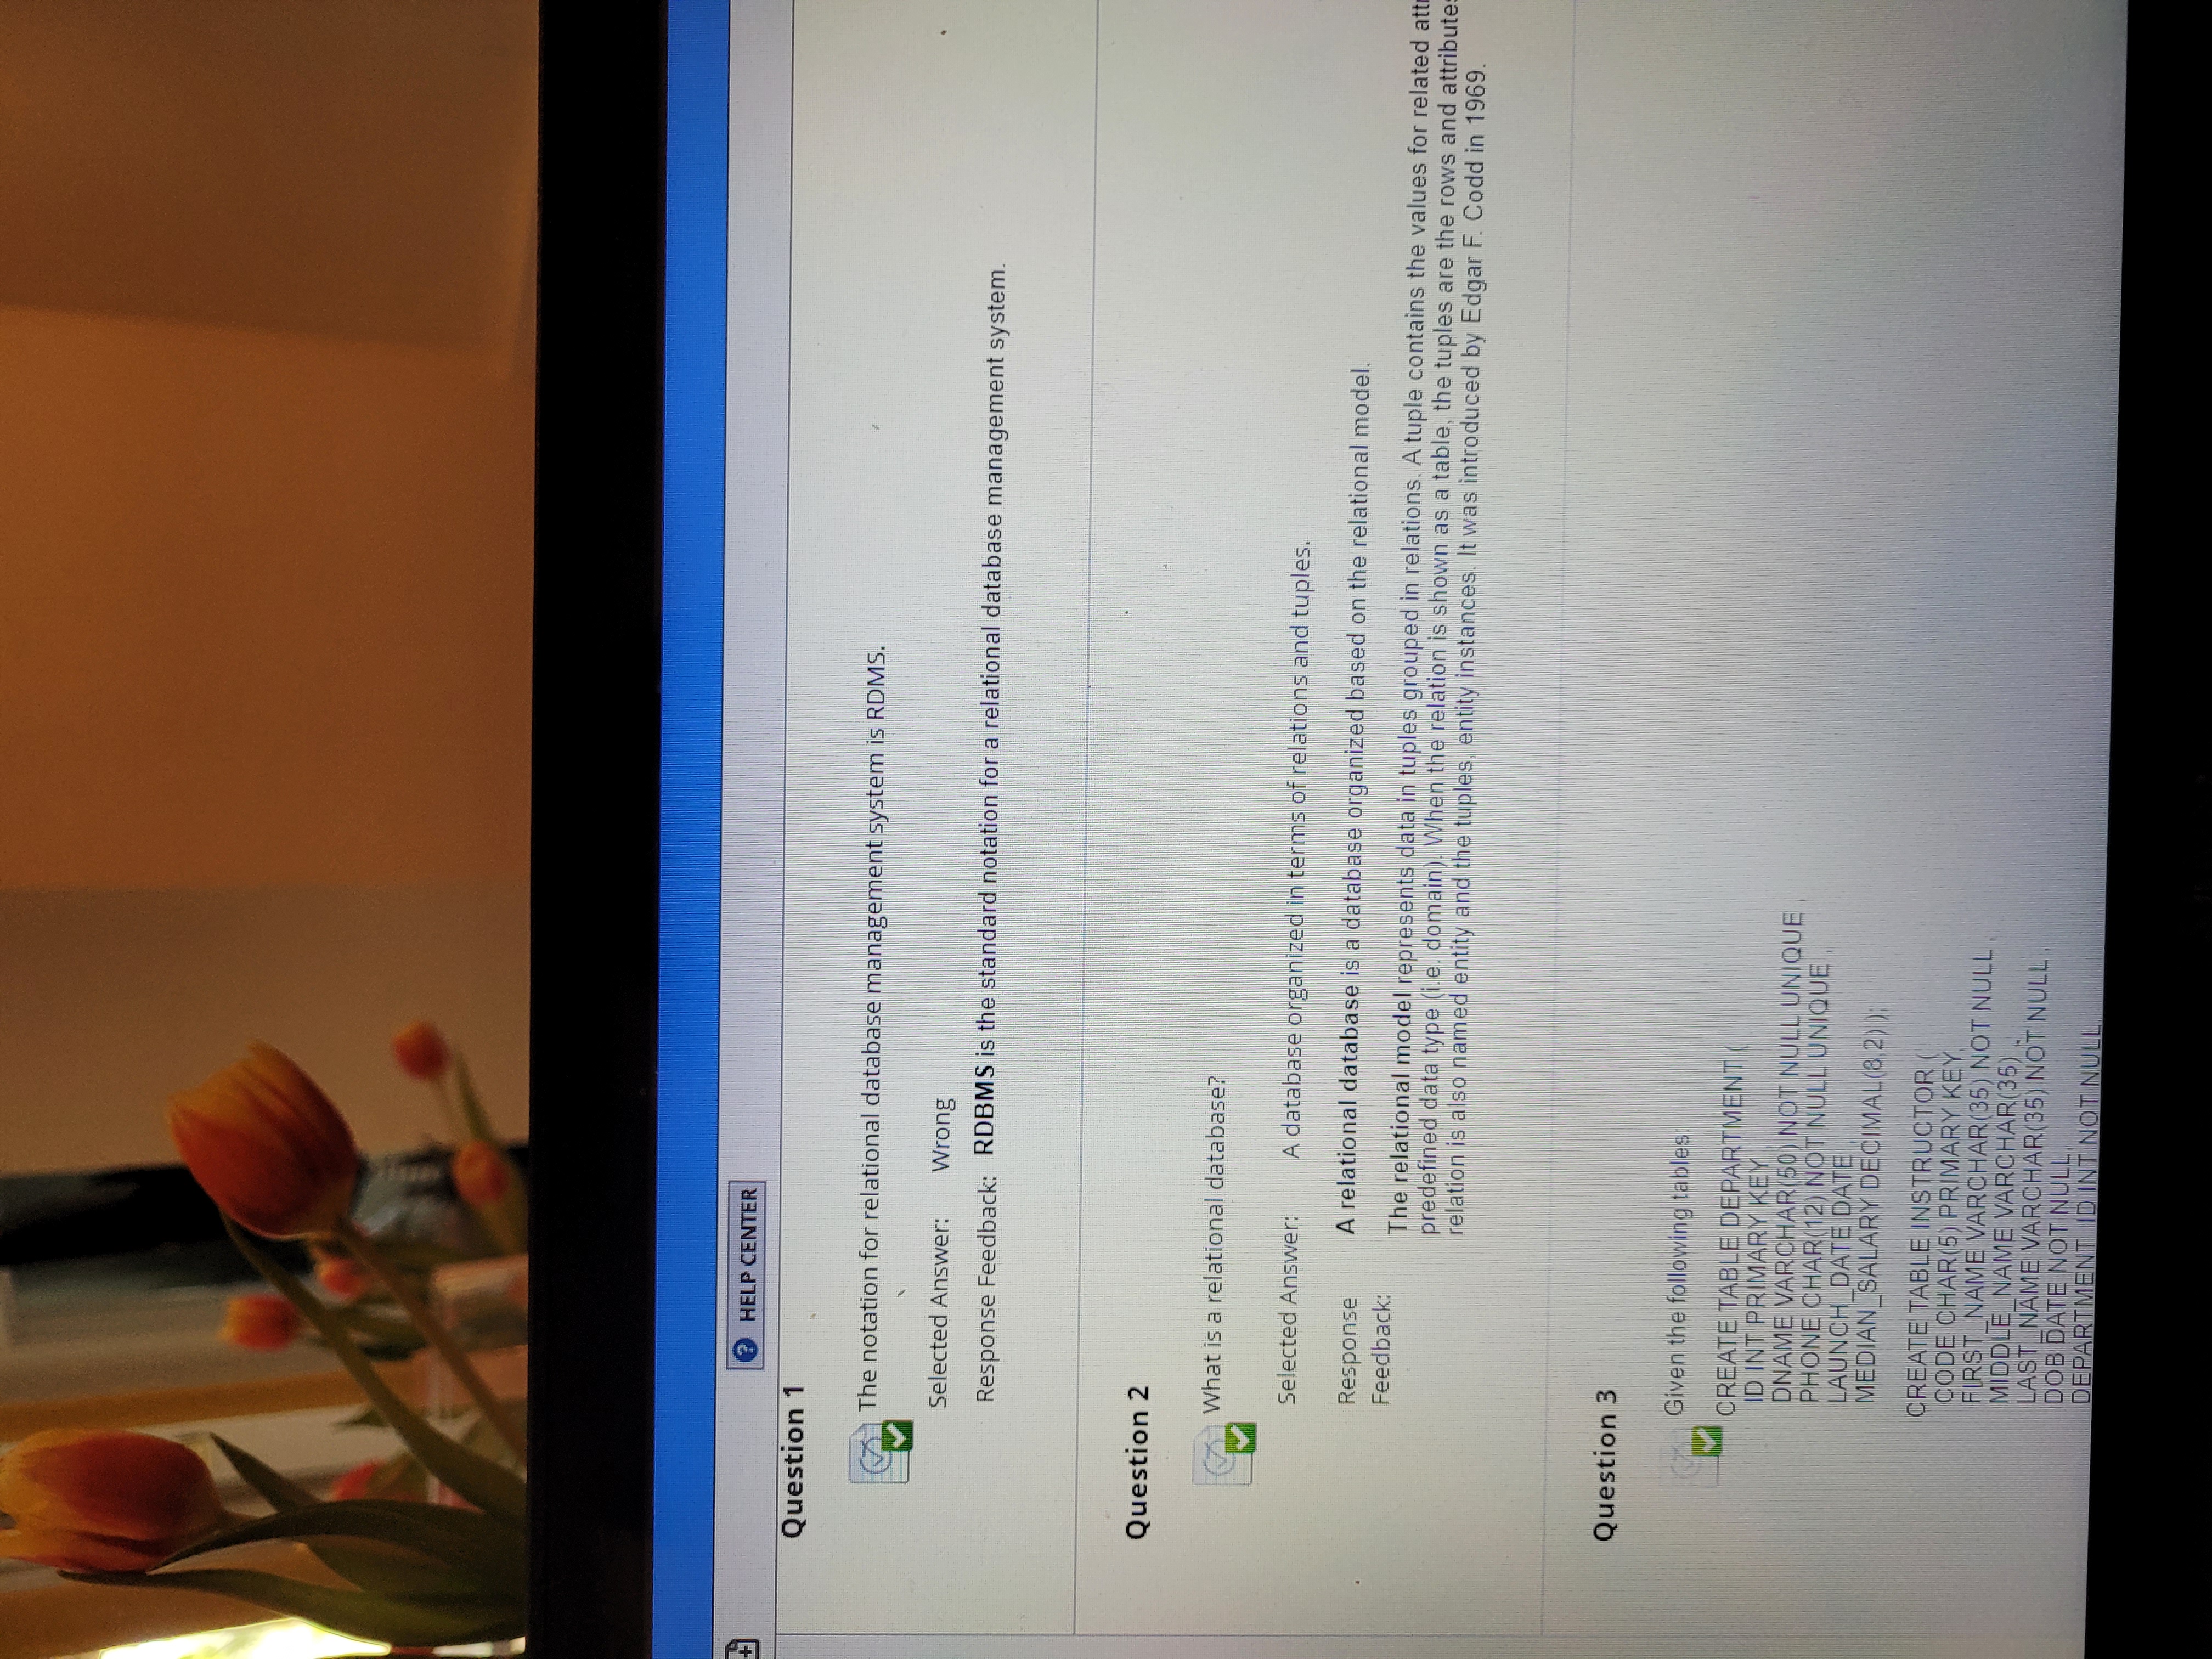 HELP CENTER
Question 1
The notation for relational database management system is RDMS.
Selected Answer: Wrong
Response Feedback: RDBMS is the standard notation for a relational database management system.
Question 2
What is a relational database?
Selected Answer: A database organized in terms of relations and tuples.
Response Feedback:
A relational database is a database organized based on the relational model.
The relational model represents data in tuples grouped in relations. A tuple contains the values for related
predefined data type (i.e. domain). When the relation is shown as a table, the tuples are the rows and
relation is also named entity and the tuples, entity instances. It was introduced by Edgar F. Codd in 1969.
Question 3
Given the following tables:
CREATE TABLE DEPARTMENT (
ID INT PRIMARY KEY ,
DNAME VARCHAR(50) NOT NULL UNIQUE ,
PHONE CHAR(12) NOT NULL UNIQUE ,
LAUNCH_DATE DATE ,
MEDIAN_SALARY DECIMAL(8,2) );
CREATE TABLE INSTRUCTOR (
CODE CHAR(5) PRIMARY KEY,
FIRST_NAME VARCHAR(35) NOT NULL ,
MIDDLE_NAME VARCHAR(35) ,
LAST_NAME VARCHAR(35) NOT NULL ,
DOB DATE NOT NULL,
DEPARTMENT_ID INT NOT NULL,